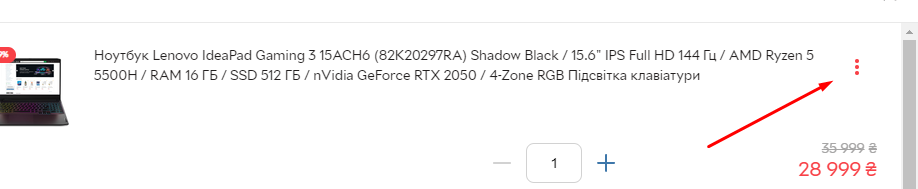 9%
Ноутбук Lenovo IdeaPad Gaming 3 15ACH6 (82K20297RA) Shadow Black / 15.6" IPS Full HD 144 Гц / AMD Ryzen 5
5500H / RAM 16 ГБ / SSD 512 ГБ / nVidia GeForce RTX 2050 / 4-Zone RGB Підсвітка клавіатури
35 999 ₴
1
28 999 ₴